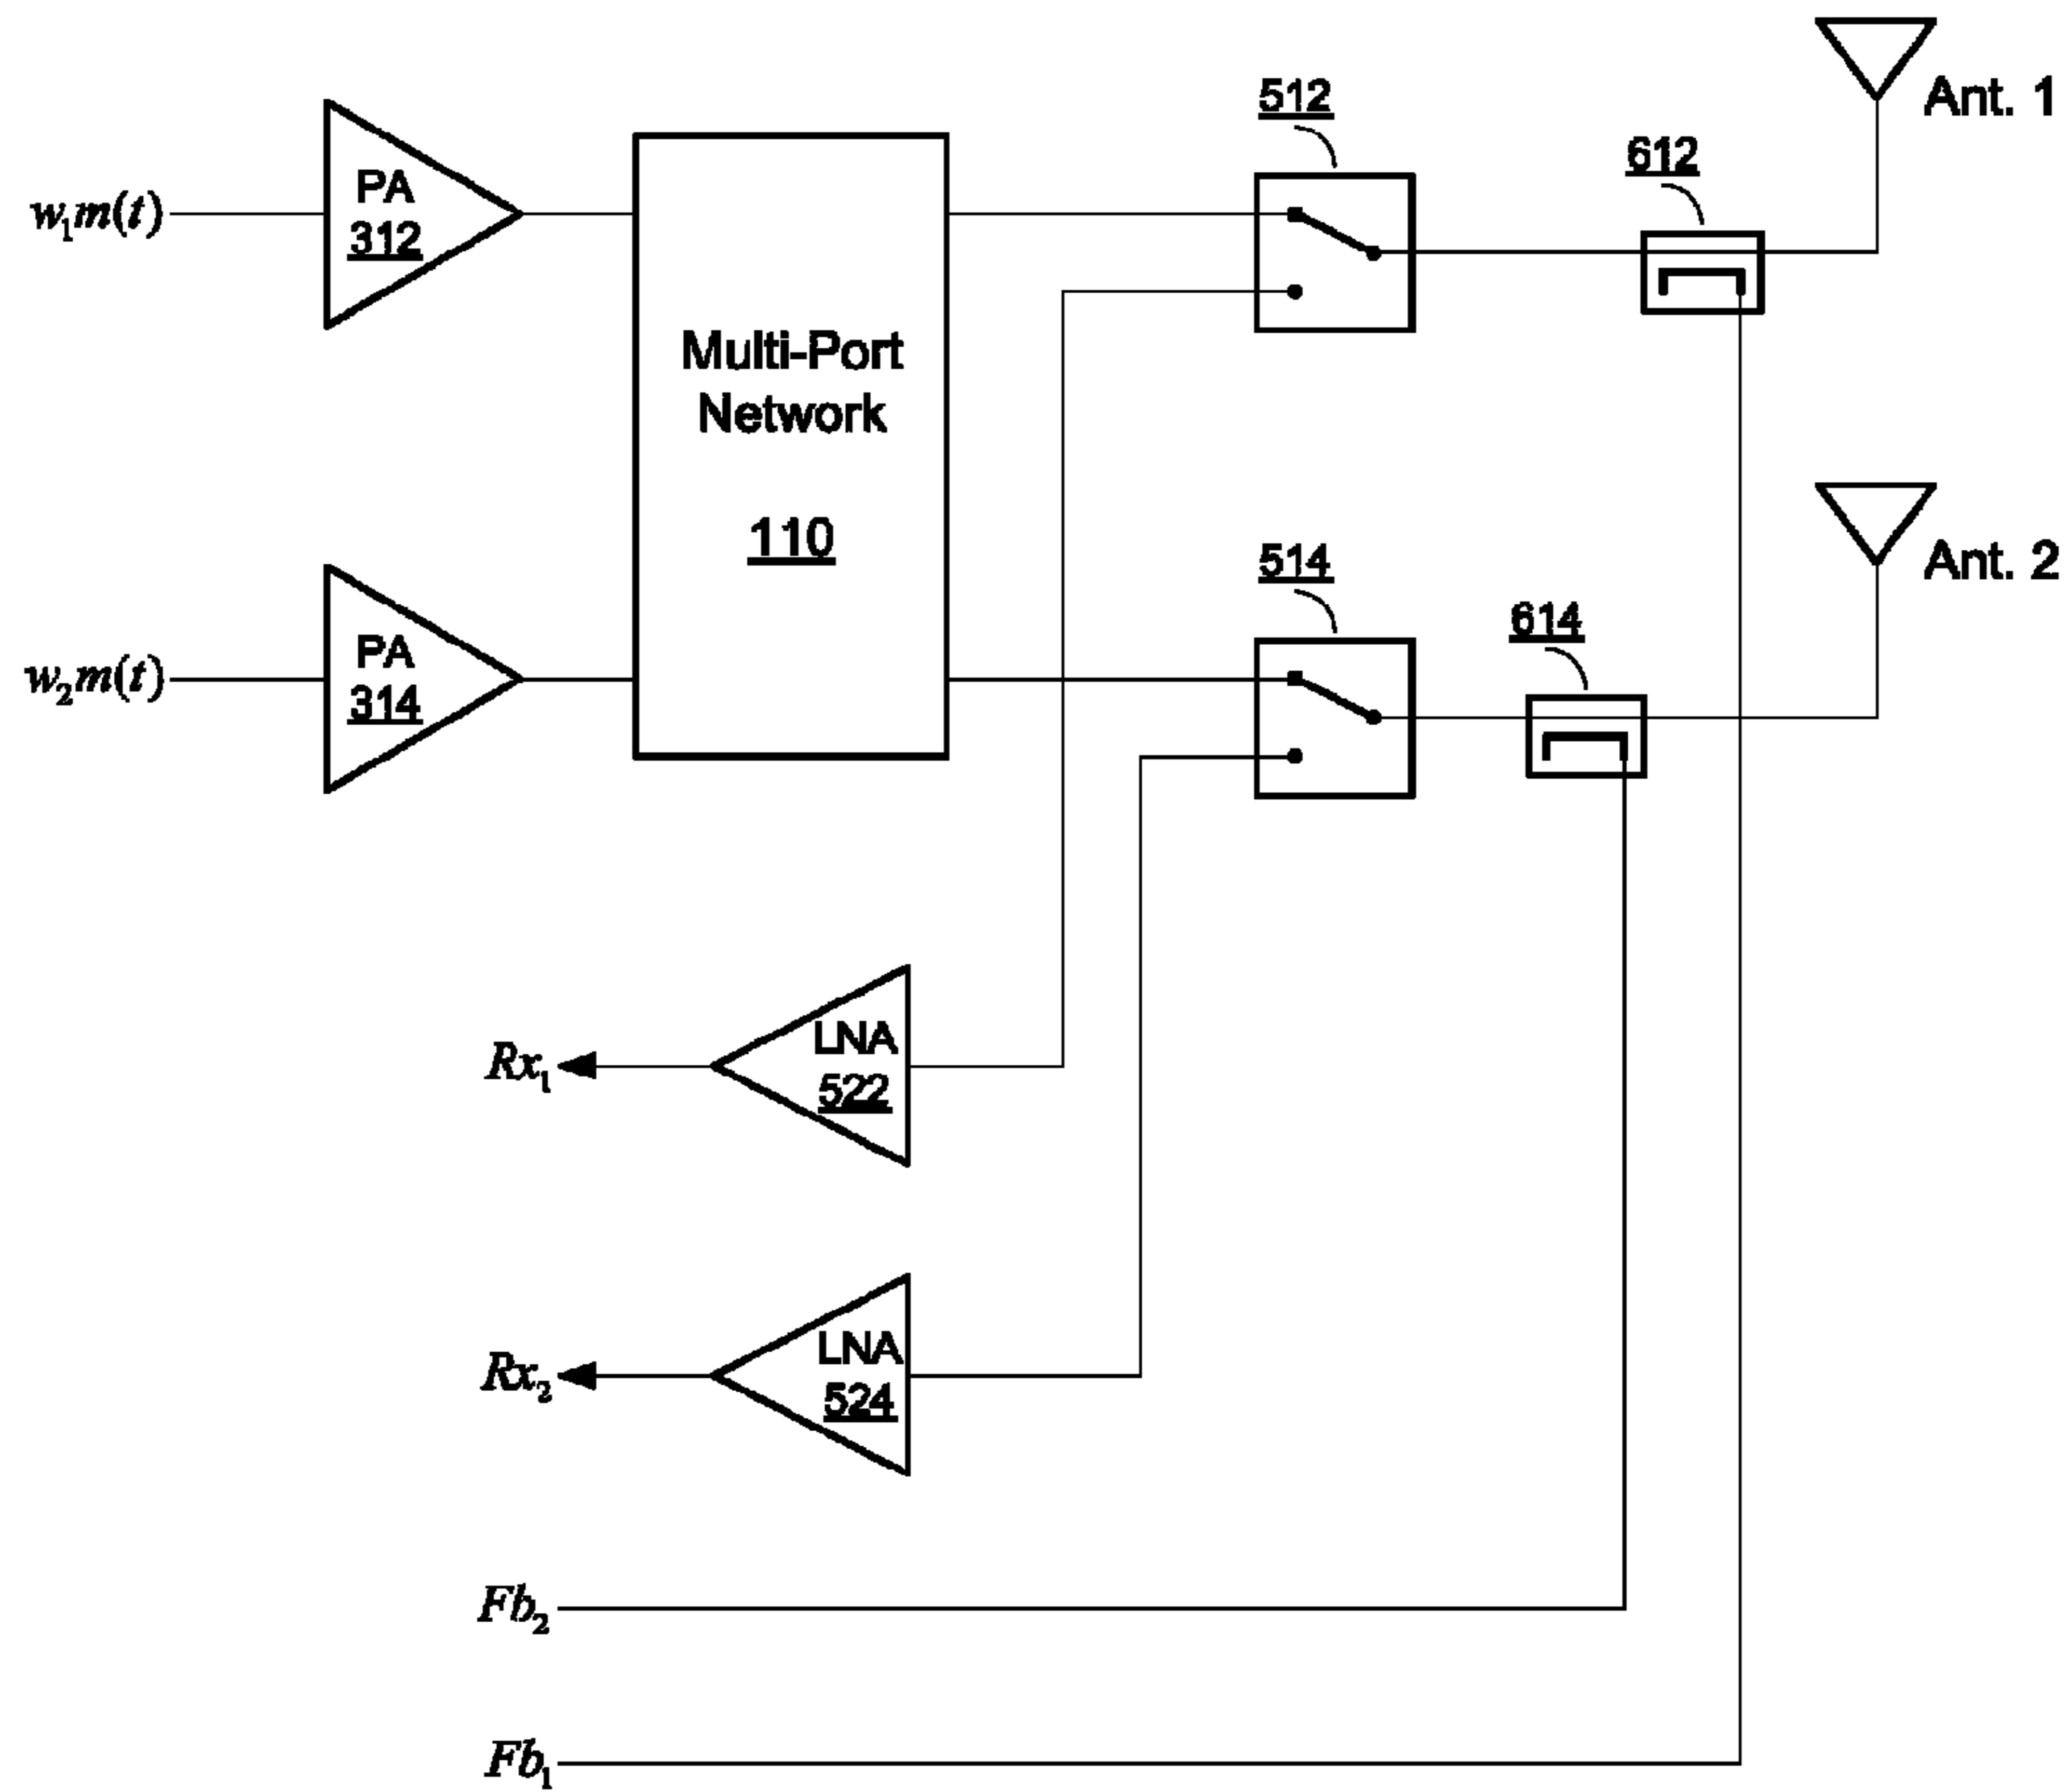 512
Ant. 1
612
PA
312
w₁m(t)
Multi-Port
Network
110
514
Ant. 2
614
PA
314
w₂m(t)
LNA
522
Rx₁
LNA
524
Rx₂
Fb₂
Fb₁